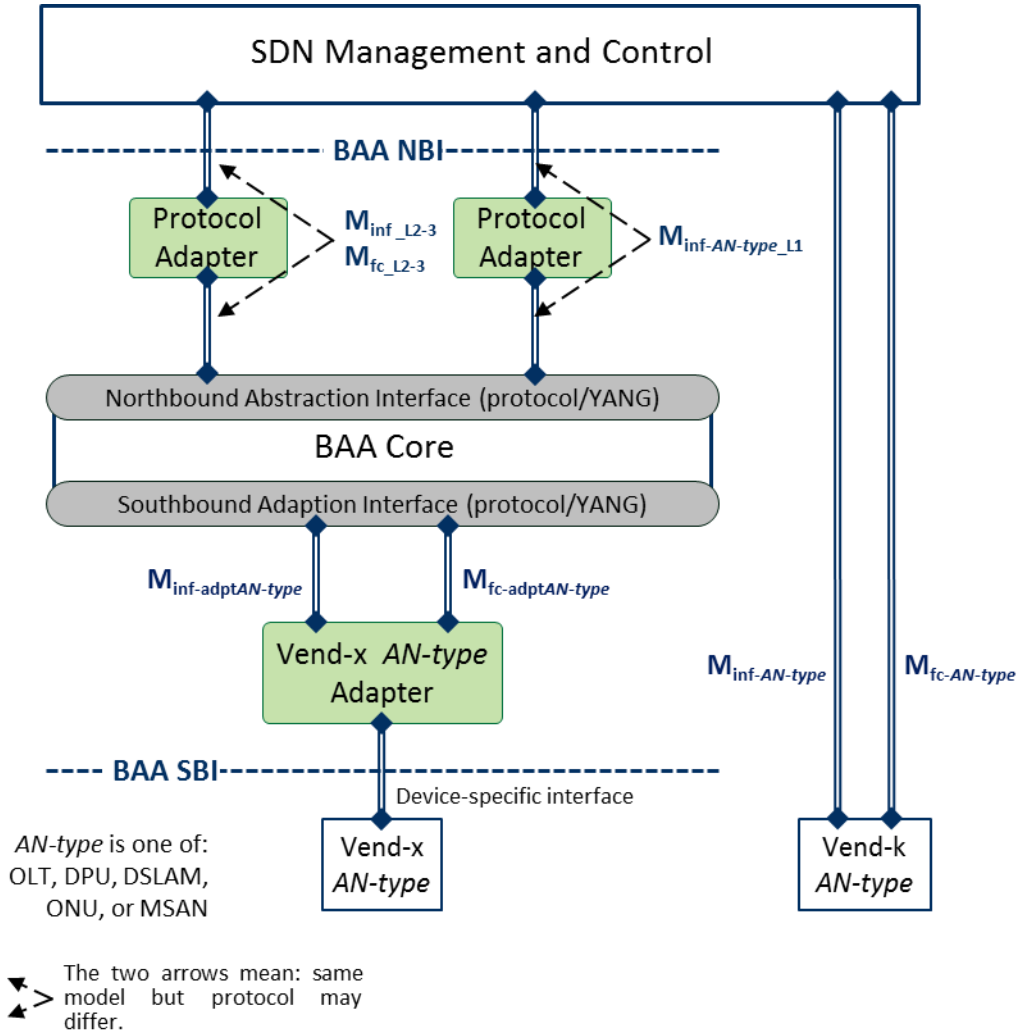 SDN Management and Control
BAA NBI
Protocol
Adapter
Protocol
Adapter
Minf_L2-3
Mfc_L2-3
Minf-AN-type_L1
Northbound Abstraction Interface (protocol/YANG)
BAA Core
Southbound Adaption Interface (protocol/YANG)
Minf-adptAN-type
Mfc-adptAN-type
Vend-x AN-type
Adapter
Minf-AN-type
Mfc-AN-type
BAA SBI
Device-specific interface
Vend-x
AN-type
Vend-k
AN-type
AN-type is one of:
OLT, DPU, DSLAM,
ONU, or MSAN
The two arrows mean: same
model but protocol may
differ.